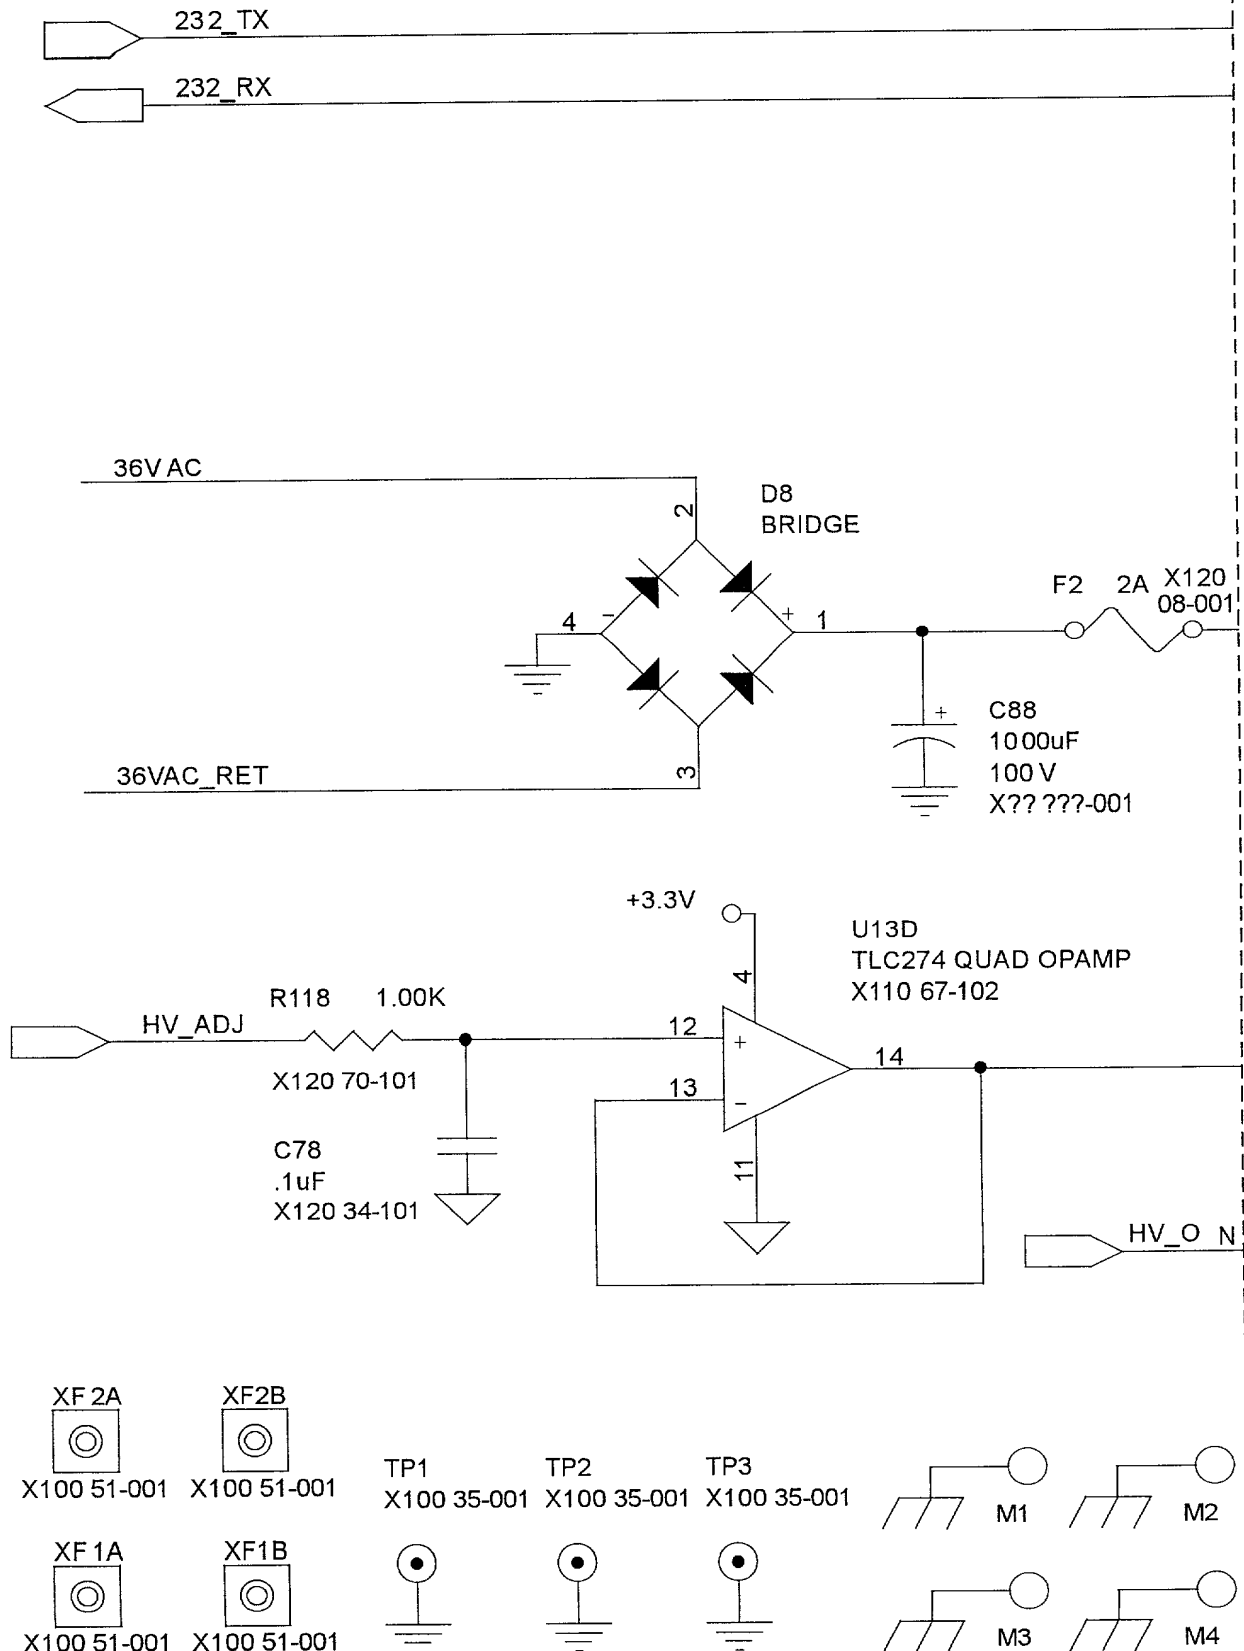 232_TX
232_RX
36V AC
D8
BRIDGE
2
F2 2A X120
08-001
4 - + 1
+
C88
1000uF
100 V
X?? ???-001
36VAC_RET
3
+3.3V
U13D
TLC274 QUAD OPAMP
X110 67-102
4
R118 1.00K
HV_ADJ
12
+
14
X120 70-101
13
-
C78
.1uF
X120 34-101
11
HV_O N
XF2A XF2B
X100 51-001 X100 51-001
TP1 TP2 TP3
X100 35-001 X100 35-001 X100 35-001
M1 M2
XF1A XF1B
X100 51-001 X100 51-001
M3 M4